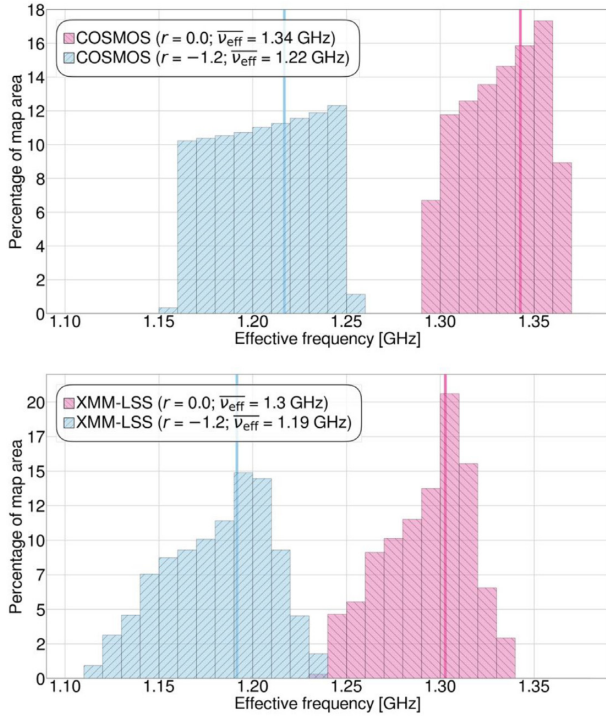 18
16
14
12
10
8
6
4
2
0
Percentage of map area
COSMOS (r = 0.0; ν_eff = 1.34 GHz)
COSMOS (r = −1.2; ν_eff = 1.22 GHz)
1.10 1.15 1.20 1.25 1.30 1.35
Effective frequency [GHz]
20
17
15
12
10
7
5
2
0
Percentage of map area
XMM-LSS (r = 0.0; ν_eff = 1.3 GHz)
XMM-LSS (r = −1.2; ν_eff = 1.19 GHz)
1.10 1.15 1.20 1.25 1.30 1.35
Effective frequency [GHz]